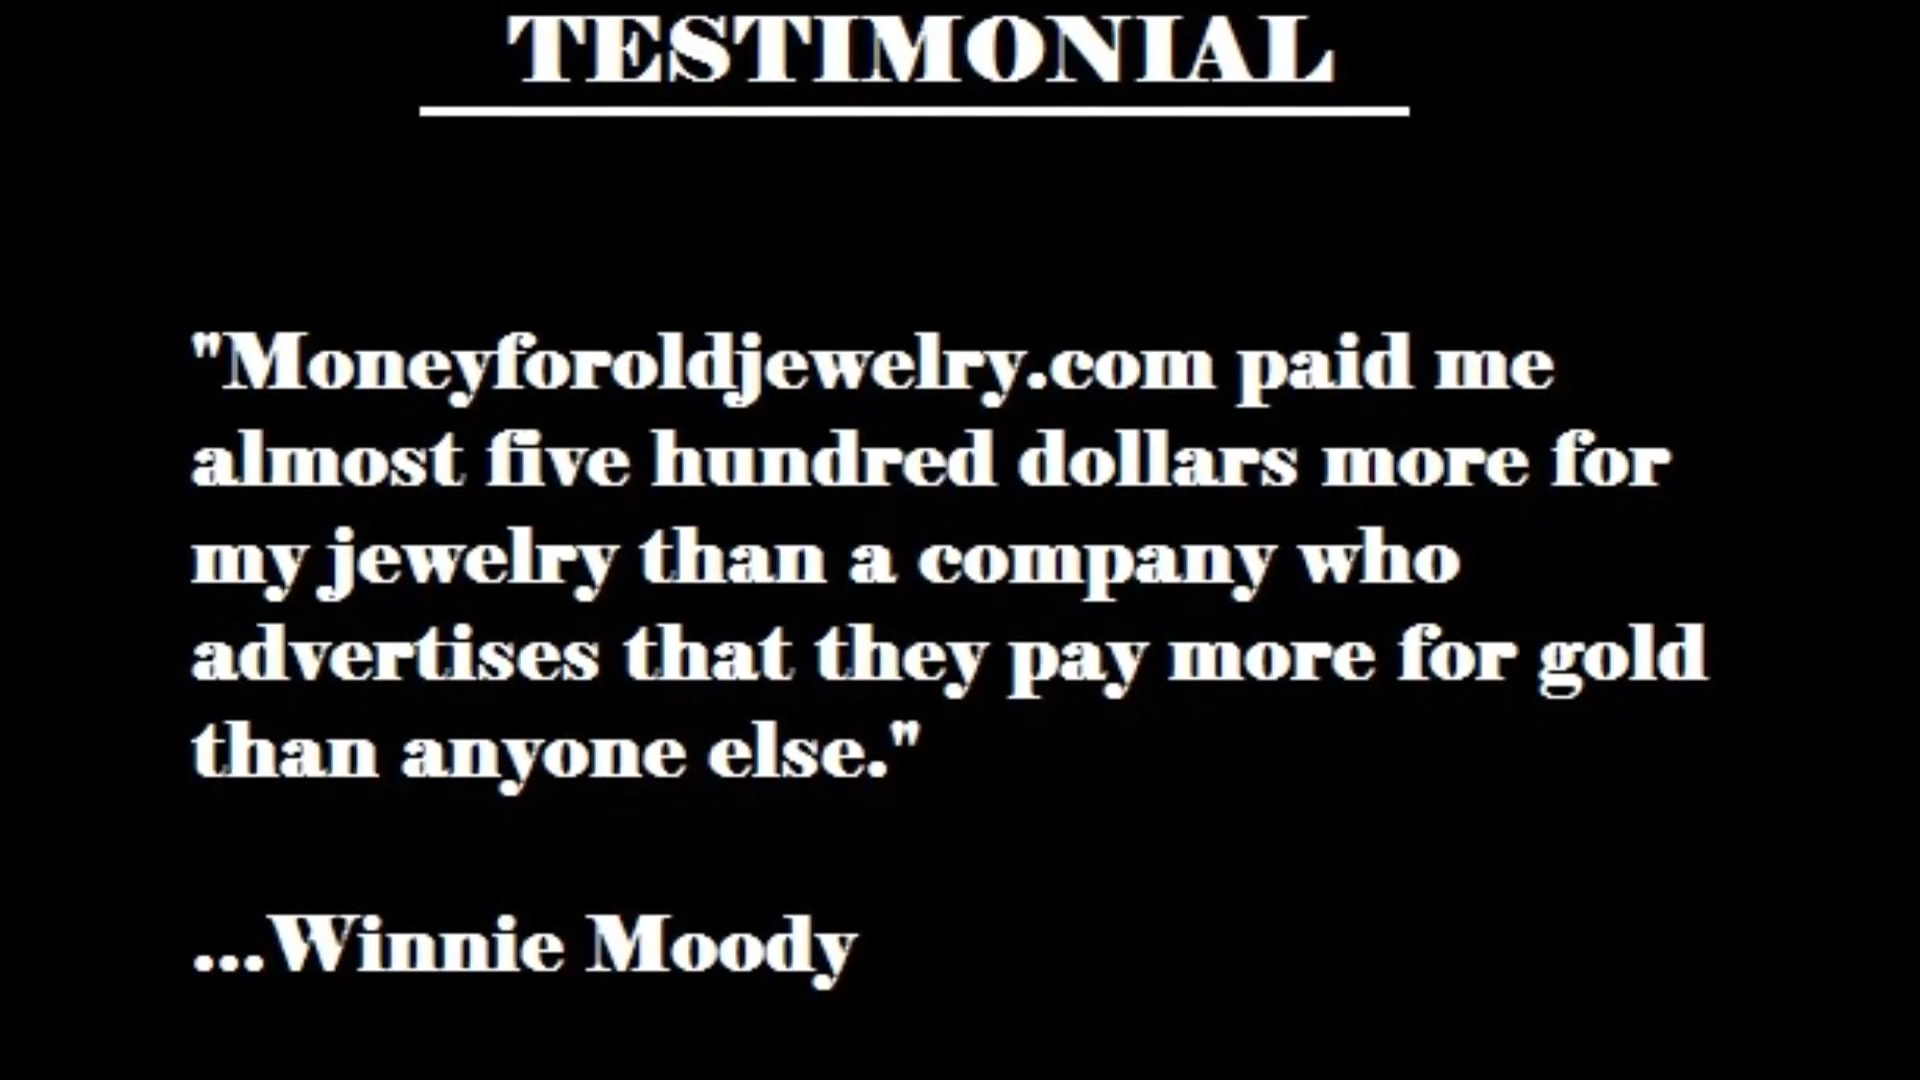 TESTIMONIAL
"Moneyforoldjewelry.com paid me
almost five hundred dollars more for
my jewelry than a company who
advertises that they pay more for gold
than anyone else."
...Winnie Moody